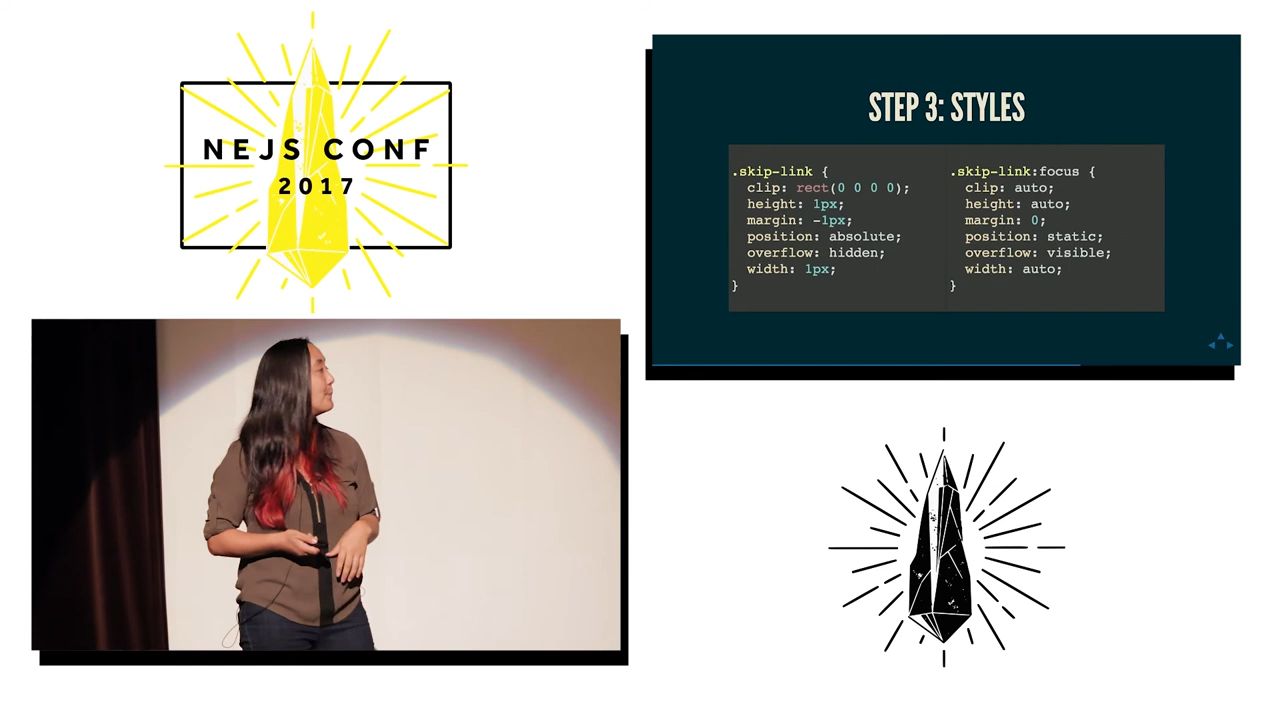 NEJS CONF
2017
STEP 3: STYLES
.skip-link {
clip: rect(0 0 0 0);
height: 1px;
margin: -1px;
position: absolute;
overflow: hidden;
width: 1px;
}
.skip-link:focus {
clip: auto;
height: auto;
margin: 0;
position: static;
overflow: visible;
width: auto;
}